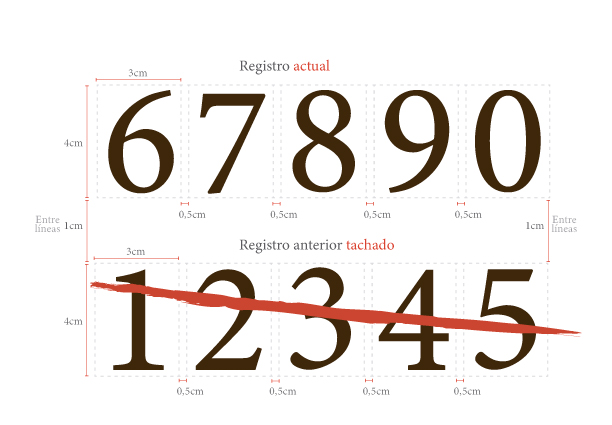 Registro actual
3cm
67890
4cm
0,5cm 0,5cm 0,5cm 0,5cm
Entre líneas 1cm
1cm Entre líneas
Registro anterior tachado
3cm
12345
4cm
0,5cm 0,5cm 0,5cm 0,5cm